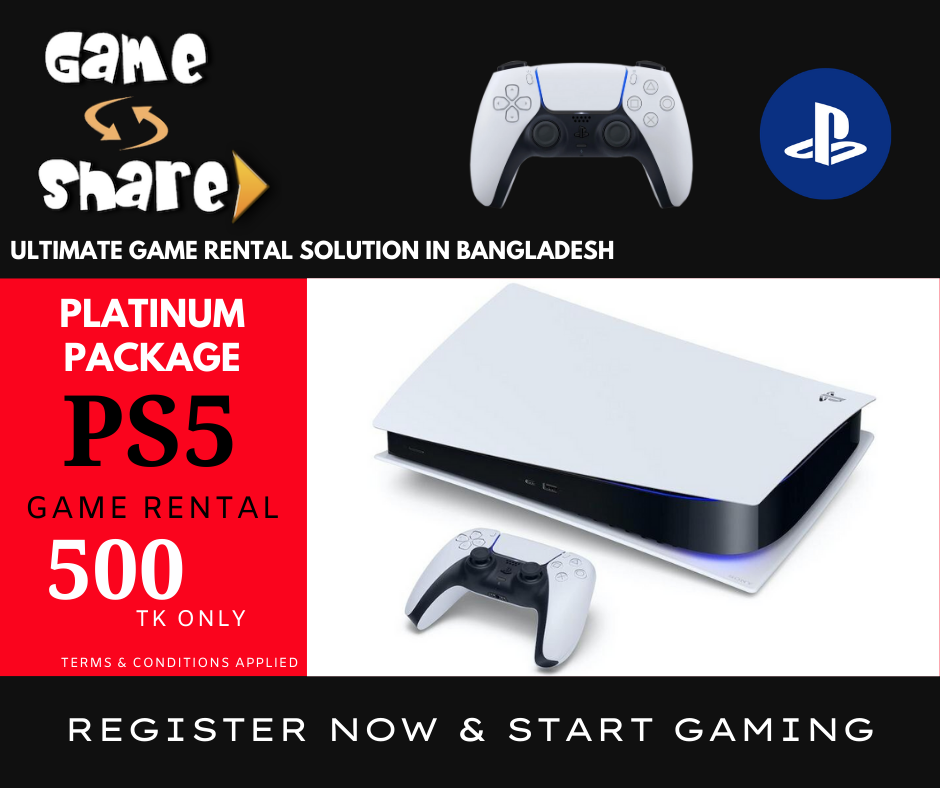 Game
Share
ULTIMATE GAME RENTAL SOLUTION IN BANGLADESH
PLATINUM
PACKAGE
PS5
GAME RENTAL
500
TK ONLY
TERMS & CONDITIONS APPLIED
SONY
REGISTER NOW & START GAMING